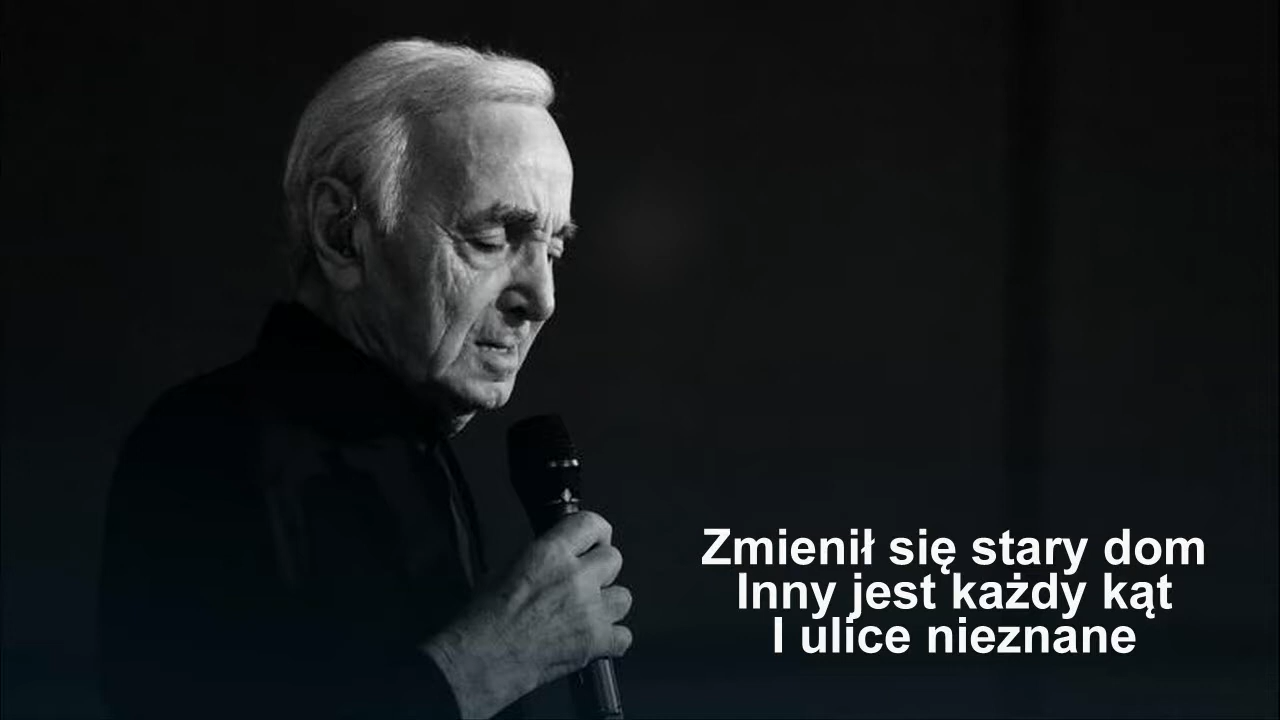 Zmienił się stary dom
Inny jest każdy kąt
I ulice nieznane